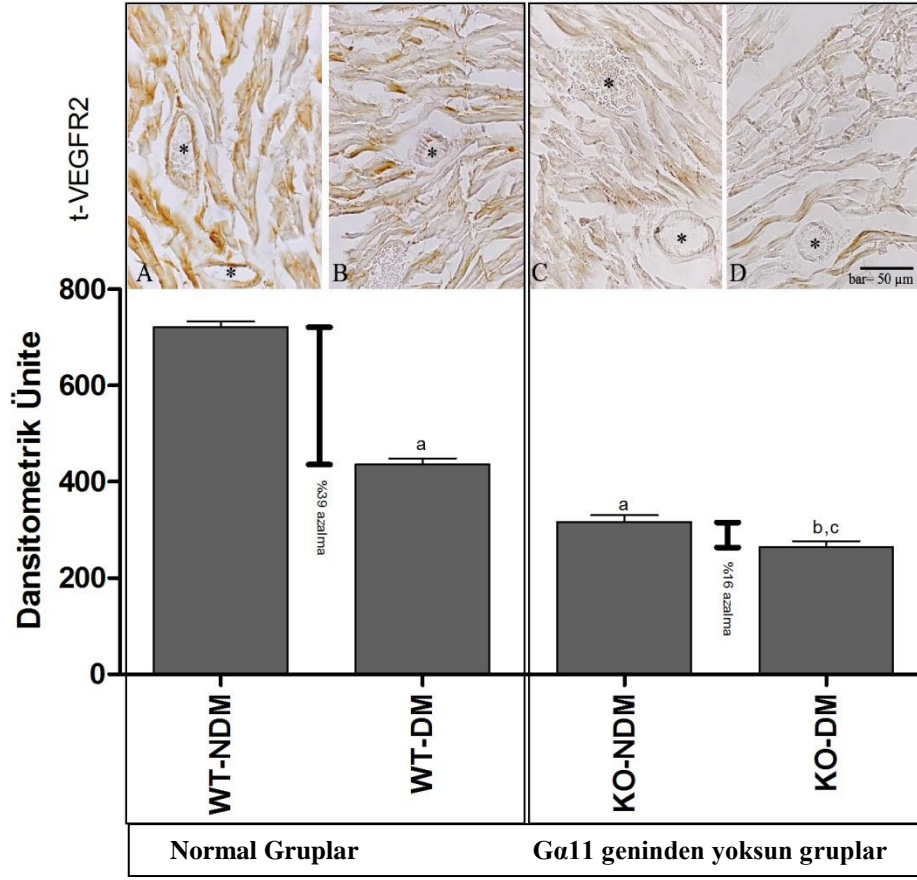 t-VEGFR2
* * A
* B
* * C
* D
bar= 50 µm
Dansitometrik Ünite
800
600
400
200
0
%39 azalma
a
a
%16 azalma
b,c
WT-NDM
WT-DM
KO-NDM
KO-DM
Normal Gruplar
Gα11 geninden yoksun gruplar